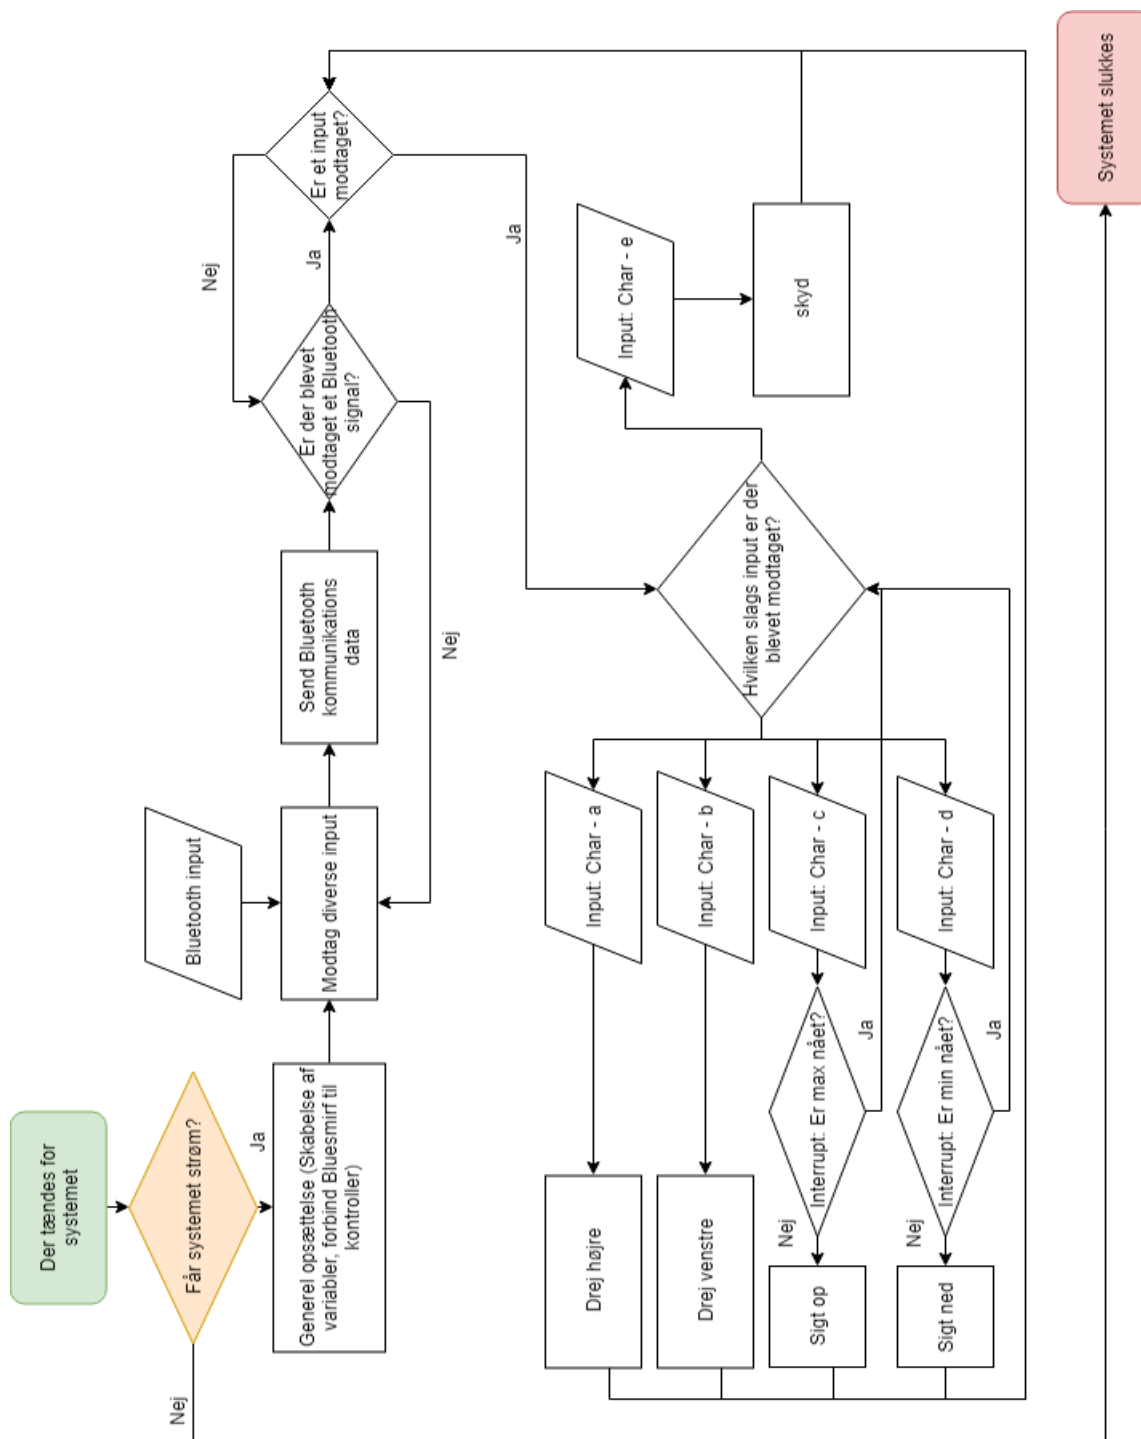 Der tændes for
systemet
Får systemet strøm?
Nej
Ja
Generel opsættelse (Skabelse af
variabler, forbind Bluesmirf til
kontroller)
Bluetooth input
Modtag diverse input
Send Bluetooth
kommunikations
data
Er der blevet
modtaget et Bluetooth
signal?
Nej
Ja
Er et input
modtaget?
Nej
Ja
Hvilken slags input er der
blevet modtaget?
Input: Char - e
skyd
Input: Char - a
Drej højre
Input: Char - b
Drej venstre
Input: Char - c
Interrupt: Er max nået?
Ja
Nej
Sigt op
Input: Char - d
Interrupt: Er min nået?
Ja
Nej
Sigt ned
Systemet slukkes